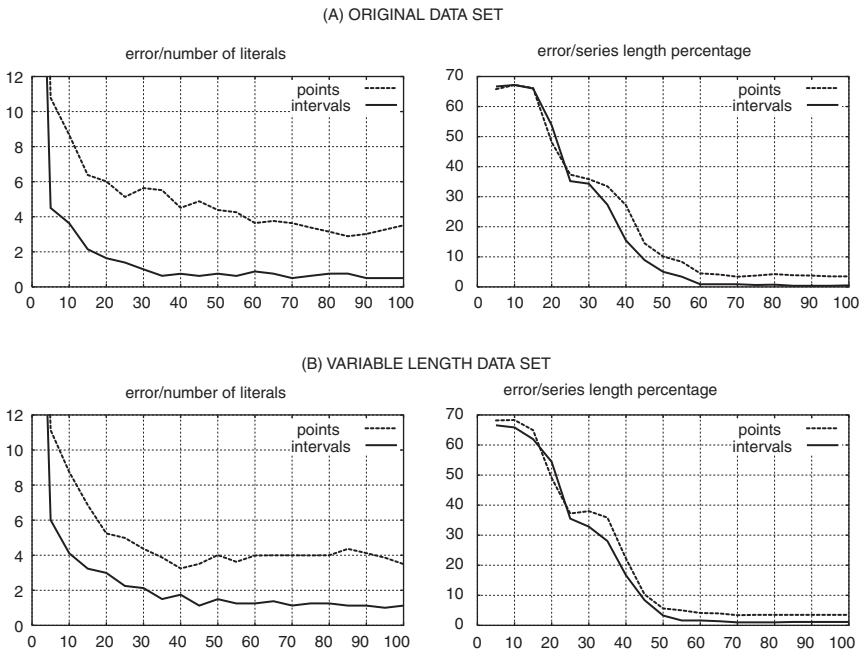 (A) ORIGINAL DATA SET
error/number of literals
12
10
8
6
4
2
0
points
intervals
0 10 20 30 40 50 60 70 80 90 100
error/series length percentage
70
60
50
40
30
20
10
0
points
intervals
0 10 20 30 40 50 60 70 80 90 100
(B) VARIABLE LENGTH DATA SET
error/number of literals
12
10
8
6
4
2
0
points
intervals
0 10 20 30 40 50 60 70 80 90 100
error/series length percentage
70
60
50
40
30
20
10
0
points
intervals
0 10 20 30 40 50 60 70 80 90 100